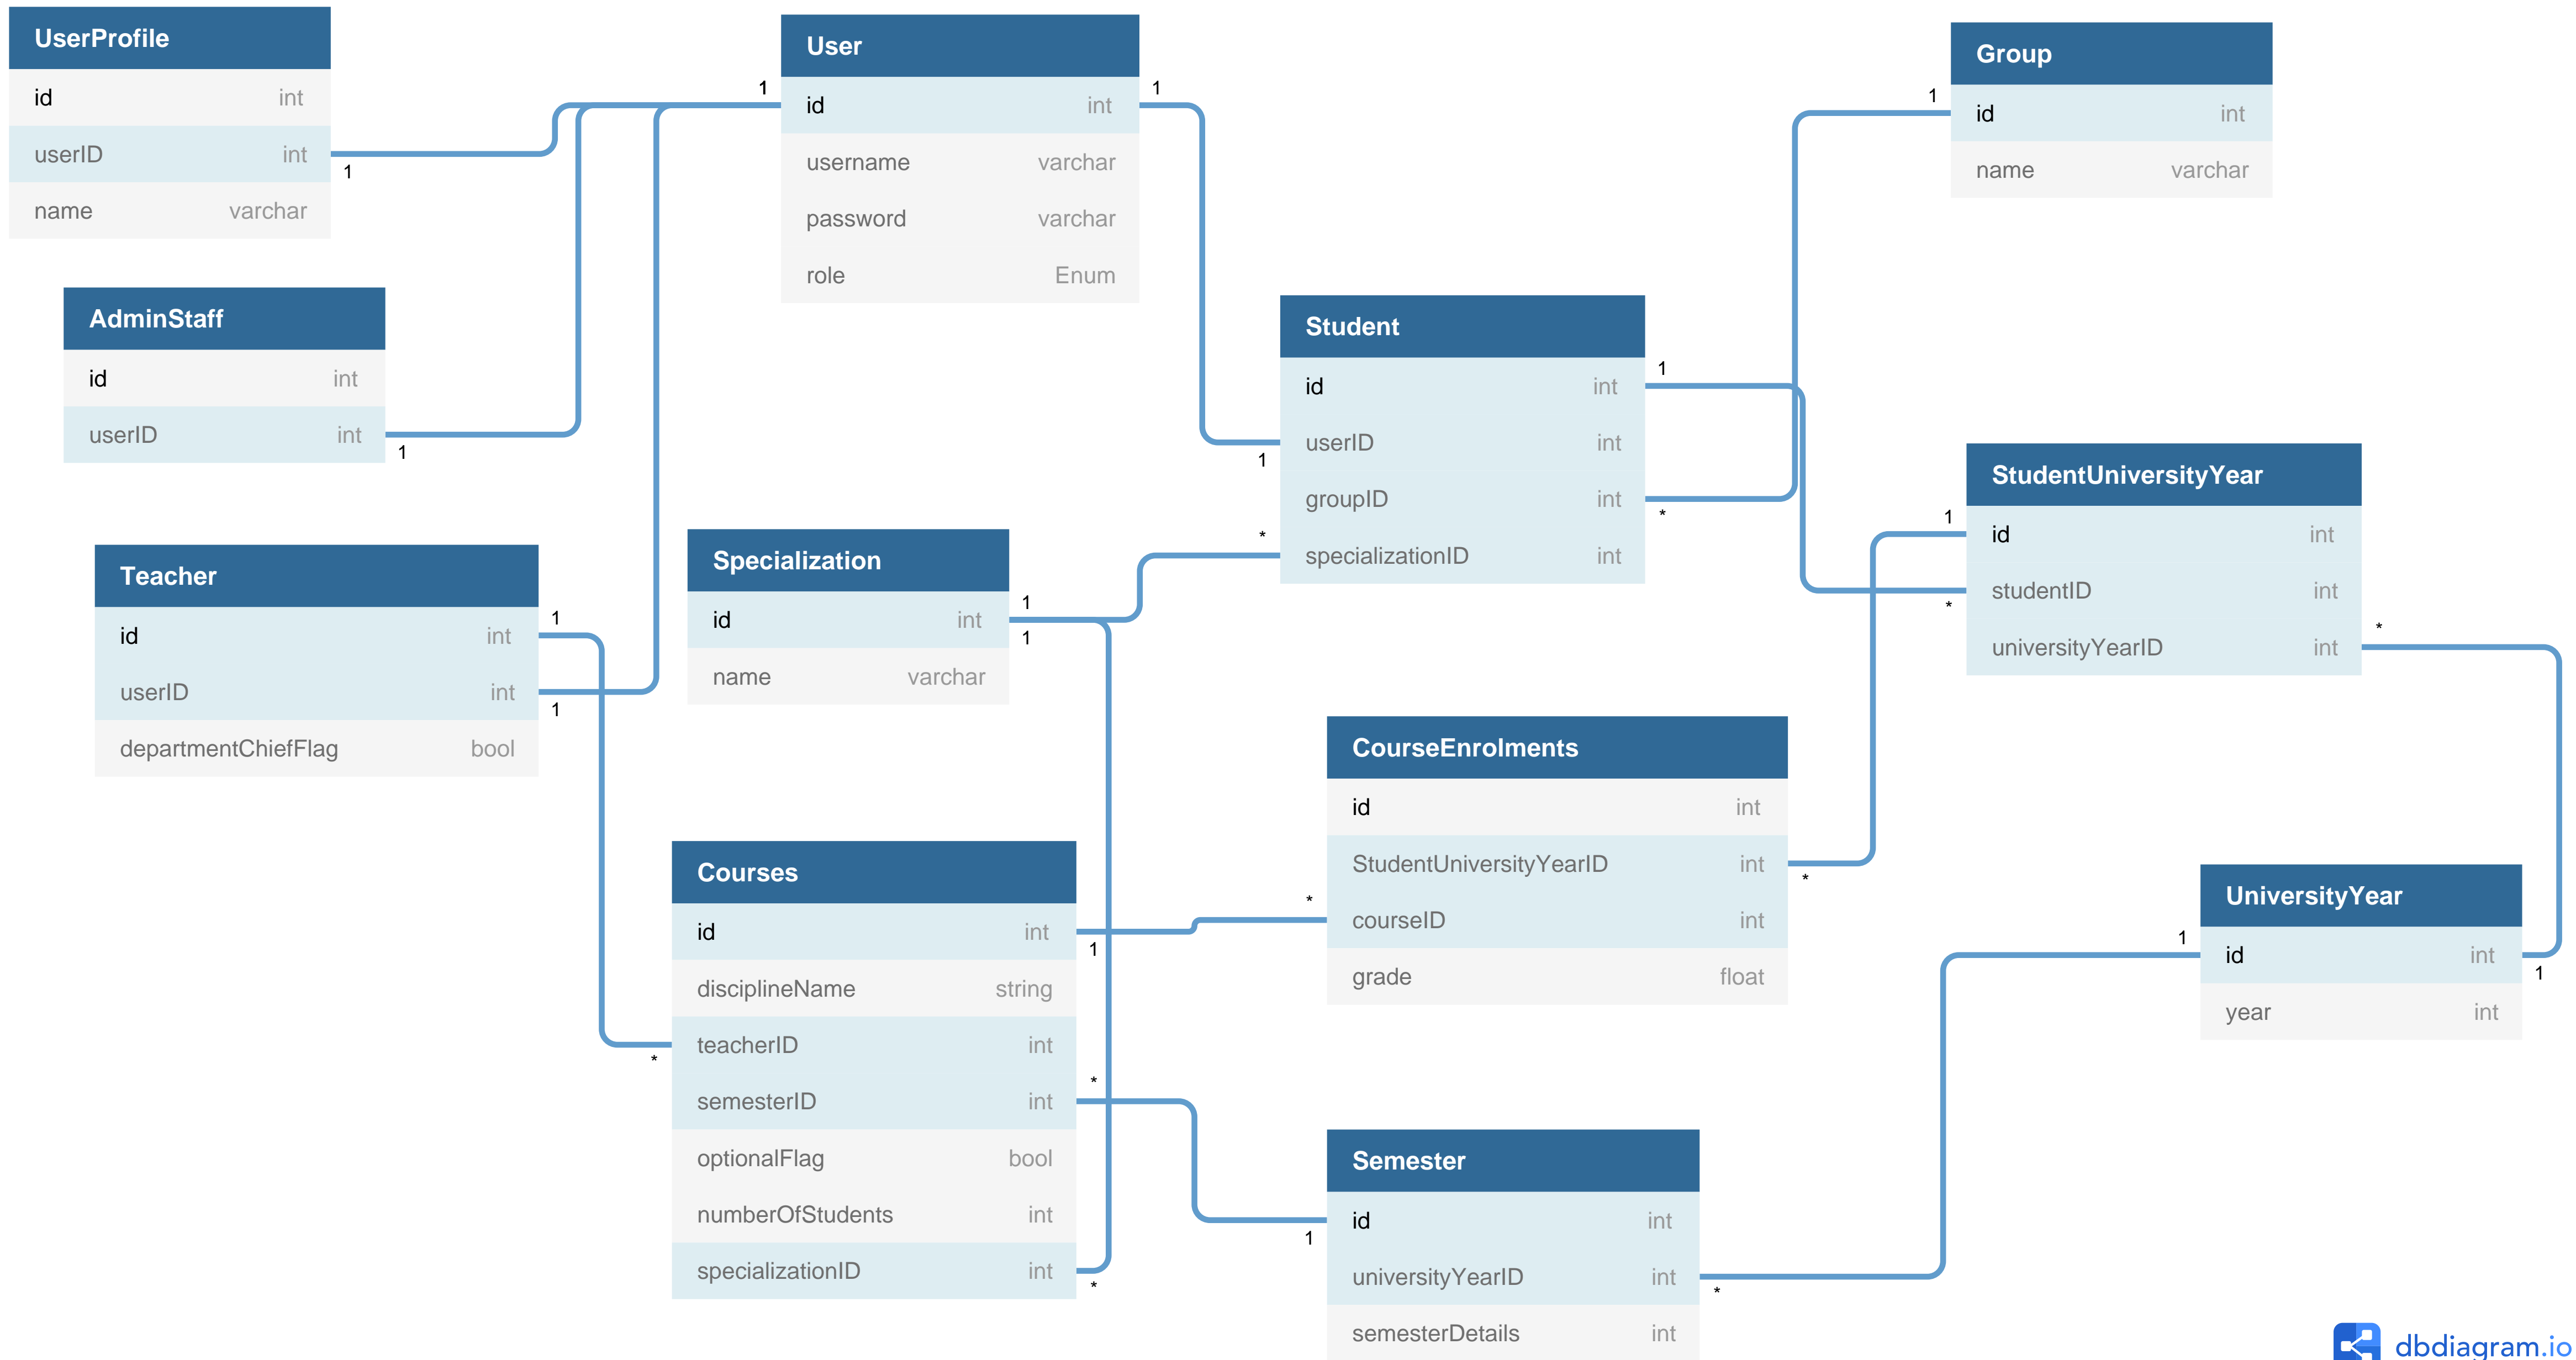 UserProfile
id int
userID int
name varchar
1
User
id int
username varchar
password varchar
role Enum
1
1
Group
id int
name varchar
1
AdminStaff
id int
userID int
1
Student
id int
userID int
groupID int
specializationID int
1
1
*
*
StudentUniversityYear
id int
studentID int
universityYearID int
1
*
*
Teacher
id int
userID int
departmentChiefFlag bool
1
1
Specialization
id int
name varchar
1
1
CourseEnrolments
id int
StudentUniversityYearID int
courseID int
grade float
*
*
Courses
id int
disciplineName string
teacherID int
semesterID int
optionalFlag bool
numberOfStudents int
specializationID int
1
*
*
*
UniversityYear
id int
year int
1
1
Semester
id int
universityYearID int
semesterDetails int
1
*
dbdiagram.io